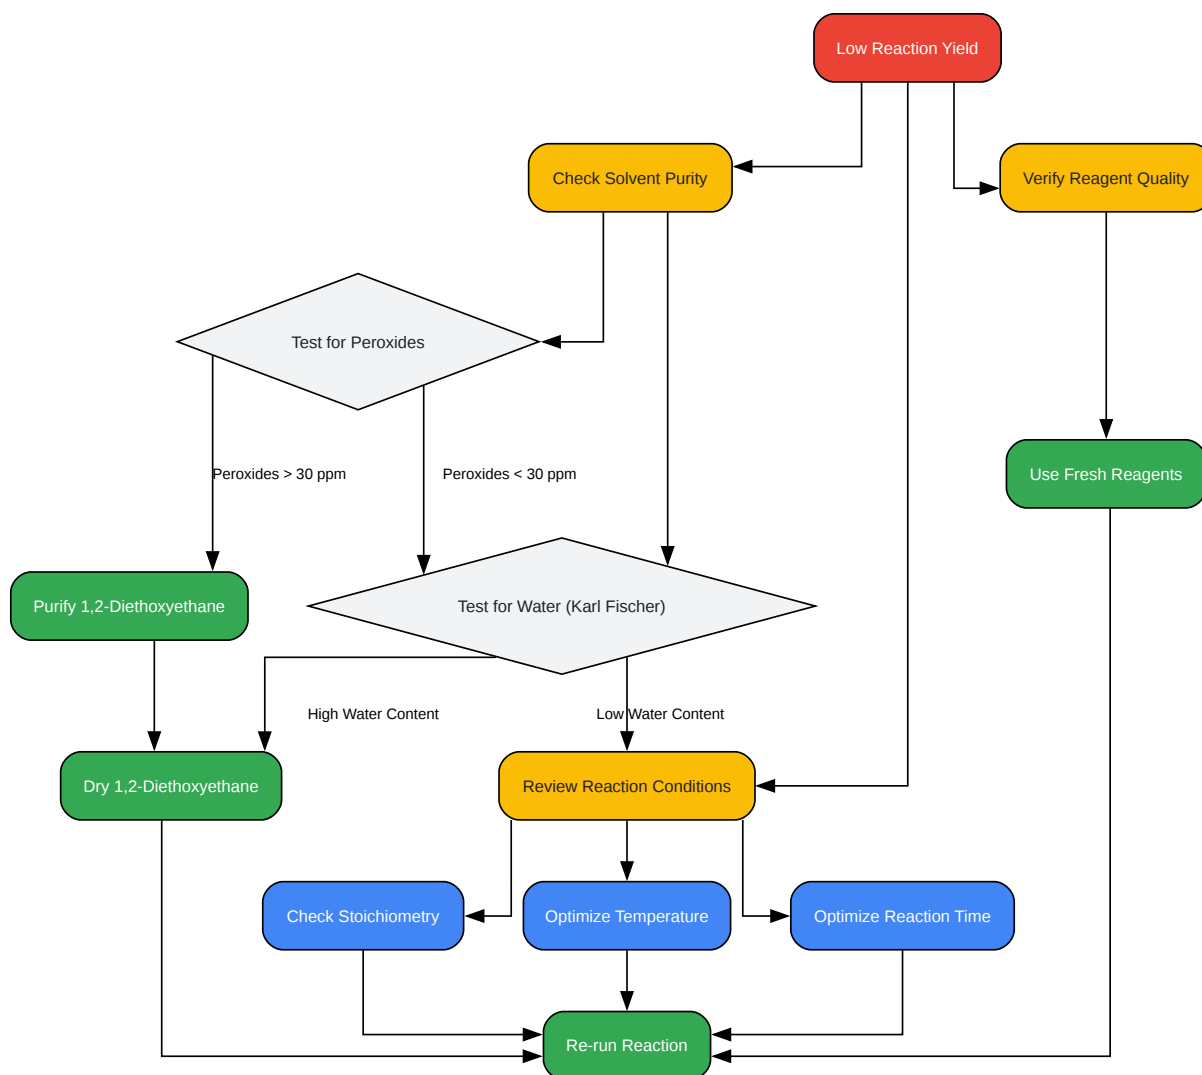 Low Reaction Yield
Check Solvent Purity
Verify Reagent Quality
Test for Peroxides
Peroxides > 30 ppm
Peroxides < 30 ppm
Use Fresh Reagents
Purify 1,2-Diethoxyethane
Test for Water (Karl Fischer)
High Water Content
Low Water Content
Dry 1,2-Diethoxyethane
Review Reaction Conditions
Check Stoichiometry
Optimize Temperature
Optimize Reaction Time
Re-run Reaction